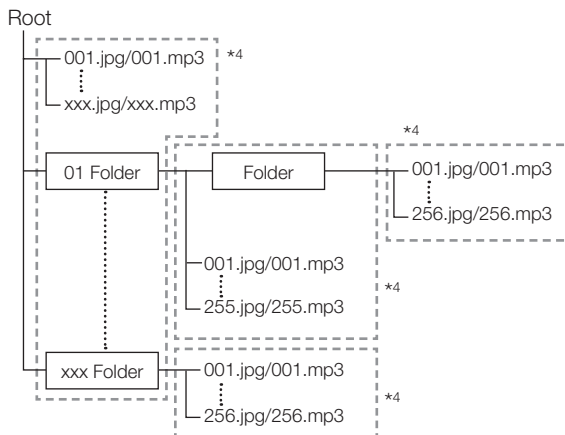 Root
001.jpg/001.mp3 *4
xxx.jpg/xxx.mp3
*4
01 Folder Folder 001.jpg/001.mp3
256.jpg/256.mp3
001.jpg/001.mp3
*4
255.jpg/255.mp3
xxx Folder 001.jpg/001.mp3
*4
256.jpg/256.mp3